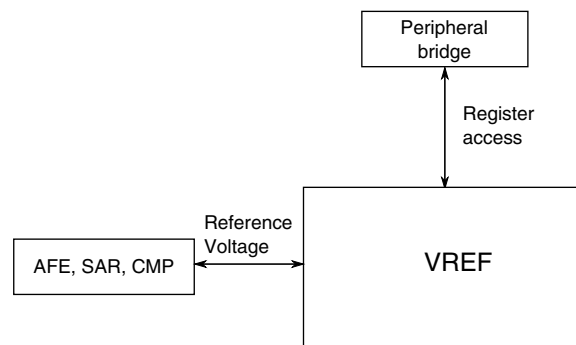 Peripheral
bridge
Register
access
Reference
Voltage
AFE, SAR, CMP
VREF